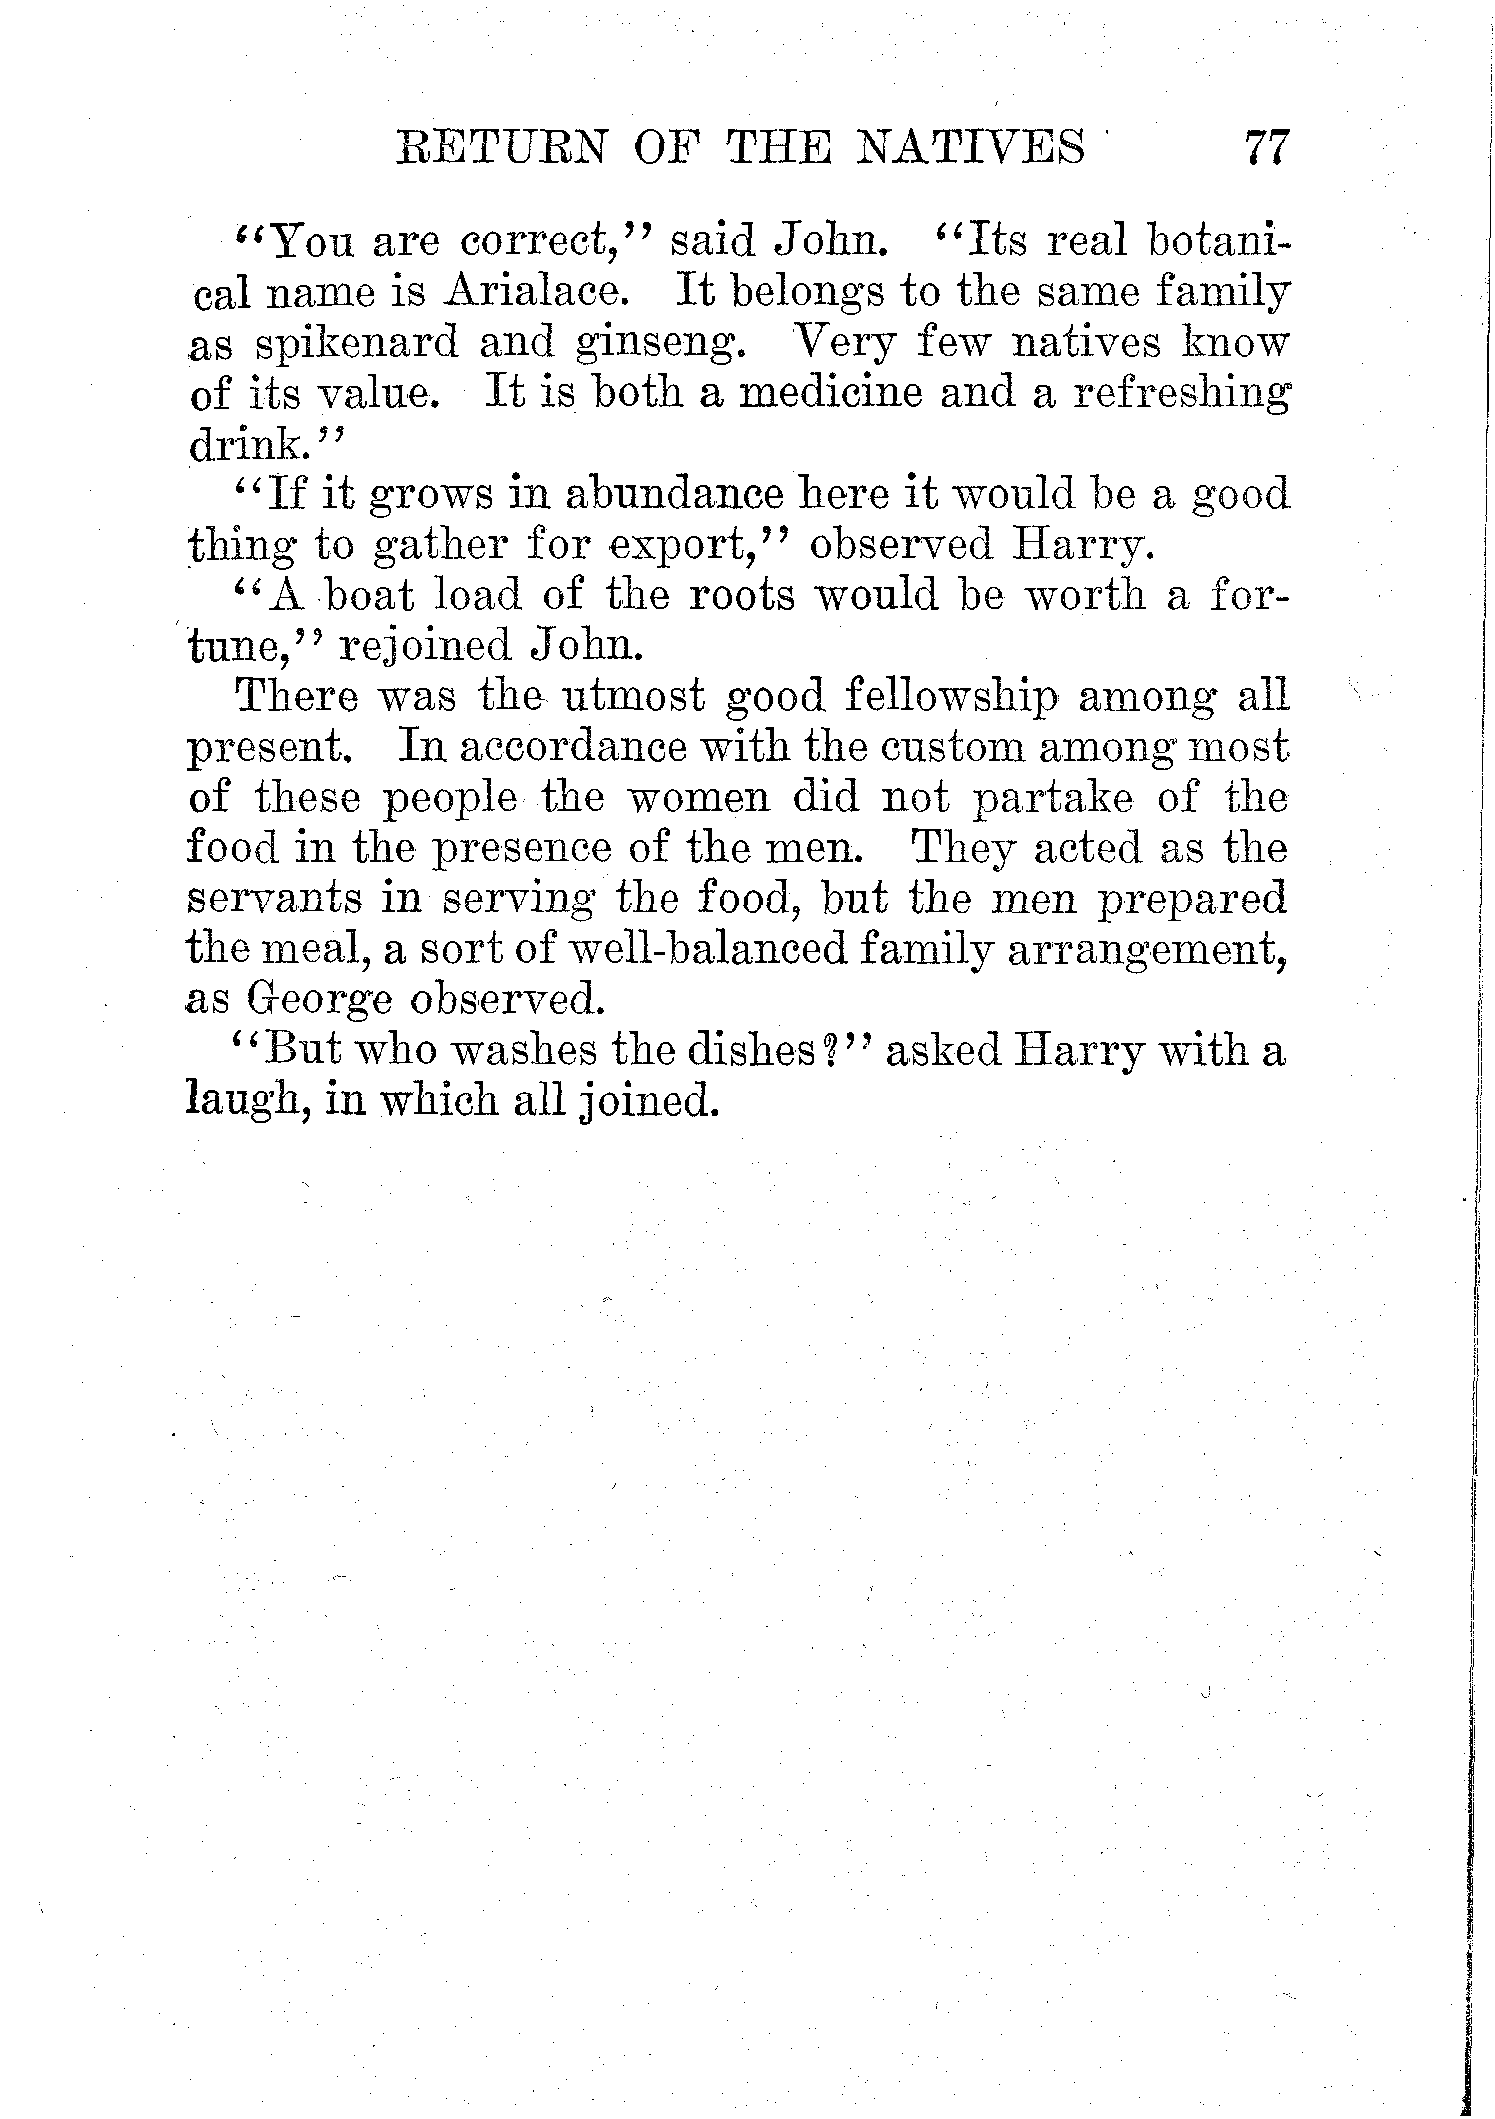 RETURN OF THE NATIVES 77
“You are correct,” said John. “Its real botani-
cal name is Arialace. It belongs to the same family
as spikenard and ginseng. Very few natives know
of its value. It is both a medicine and a refreshing
drink.”
“If it grows in abundance here it would be a good
thing to gather for export,” observed Harry.
“A boat load of the roots would be worth a for-
tune,” rejoined John.
There was the utmost good fellowship among all
present. In accordance with the custom among most
of these people the women did not partake of the
food in the presence of the men. They acted as the
servants in serving the food, but the men prepared
the meal, a sort of well-balanced family arrangement,
as George observed.
“But who washes the dishes?” asked Harry with a
laugh, in which all joined.